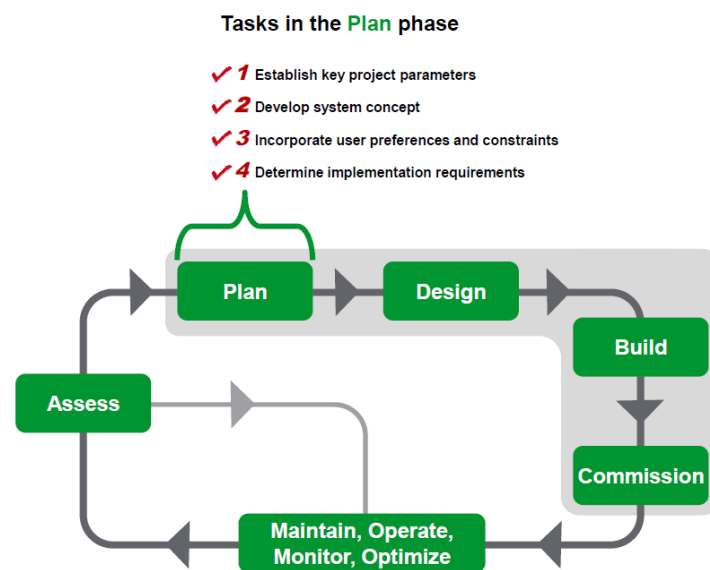 Tasks in the Plan phase
1 Establish key project parameters
2 Develop system concept
3 Incorporate user preferences and constraints
4 Determine implementation requirements
Plan
Design
Build
Assess
Commission
Maintain, Operate,
Monitor, Optimize